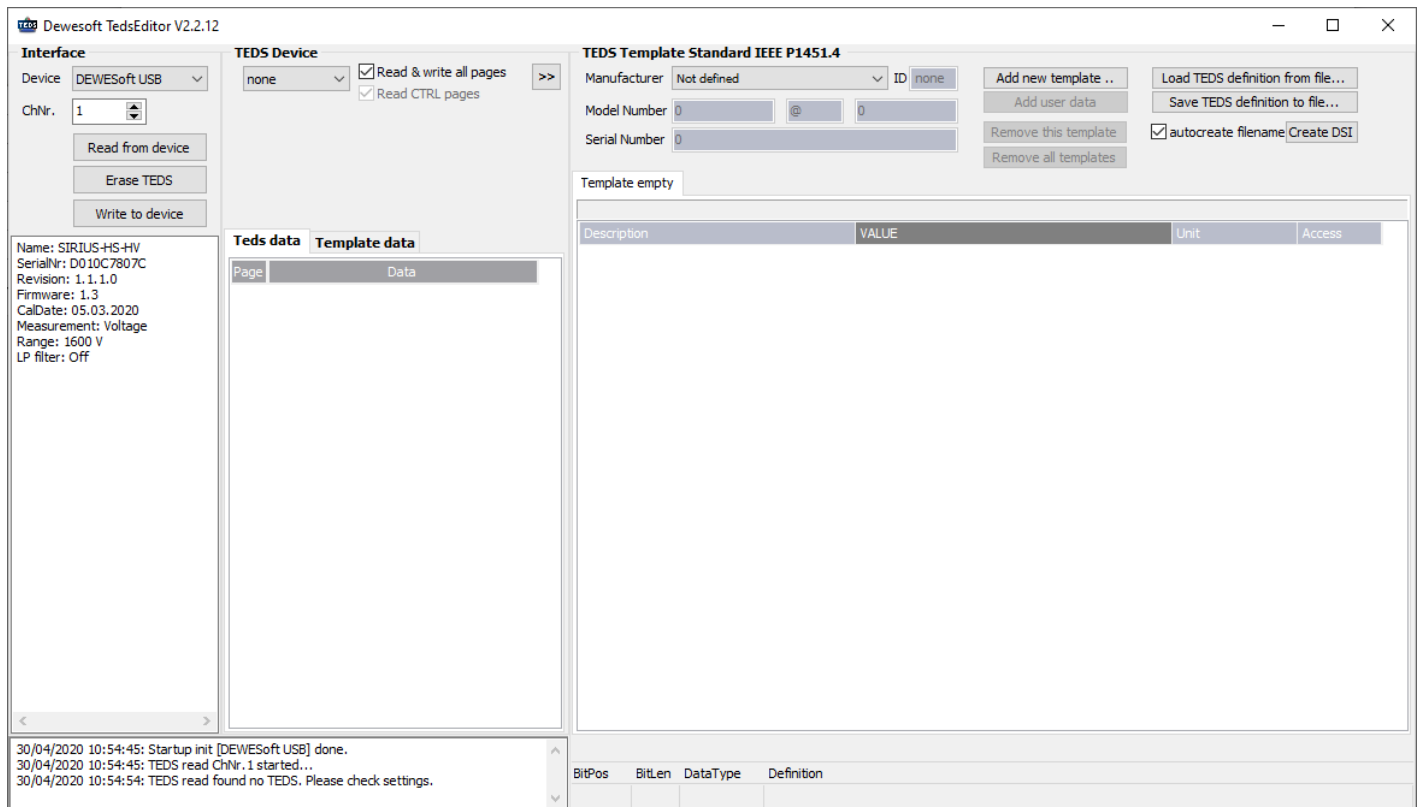 TEDS Dewesoft TedsEditor V2.2.12
Interface
Device DEWESoft USB
ChNr. 1
Read from device
Erase TEDS
Write to device
Name: SIRIUS-HS-HV
SerialNr: D010C7807C
Revision: 1.1.1.0
Firmware: 1.3
CalDate: 05.03.2020
Measurement: Voltage
Range: 1600 V
LP filter: Off
TEDS Device
none
Read & write all pages
>>
Read CTRL pages
Teds data Template data
Page Data
TEDS Template Standard IEEE P1451.4
Manufacturer Not defined ID none
Model Number 0 @ 0
Serial Number 0
Add new template ..
Add user data
Remove this template
Remove all templates
Load TEDS definition from file...
Save TEDS definition to file...
autocreate filename Create DSI
Template empty
Description VALUE Unit Access
30/04/2020 10:54:45: Startup init [DEWESoft USB] done.
30/04/2020 10:54:45: TEDS read ChNr.1 started...
30/04/2020 10:54:54: TEDS read found no TEDS. Please check settings.
BitPos BitLen DataType Definition